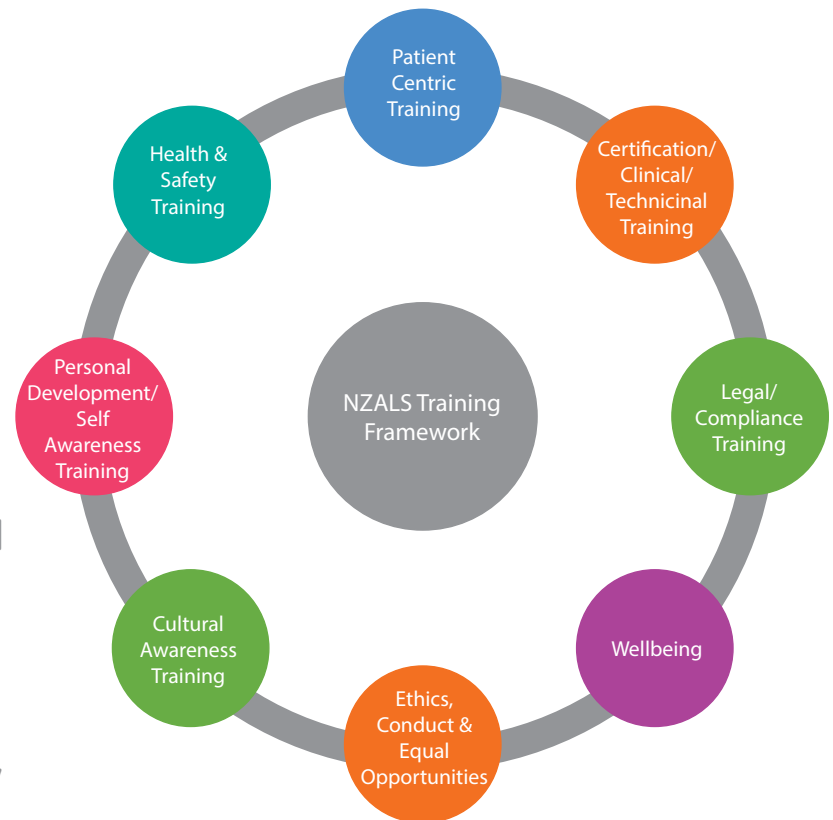 Patient
Centric
Training
Certification/
Clinical/
Technicinal
Training
Legal/
Compliance
Training
Wellbeing
Ethics,
Conduct &
Equal
Opportunities
Cultural
Awareness
Training
Personal
Development/
Self
Awareness
Training
Health &
Safety
Training
NZALS Training
Framework